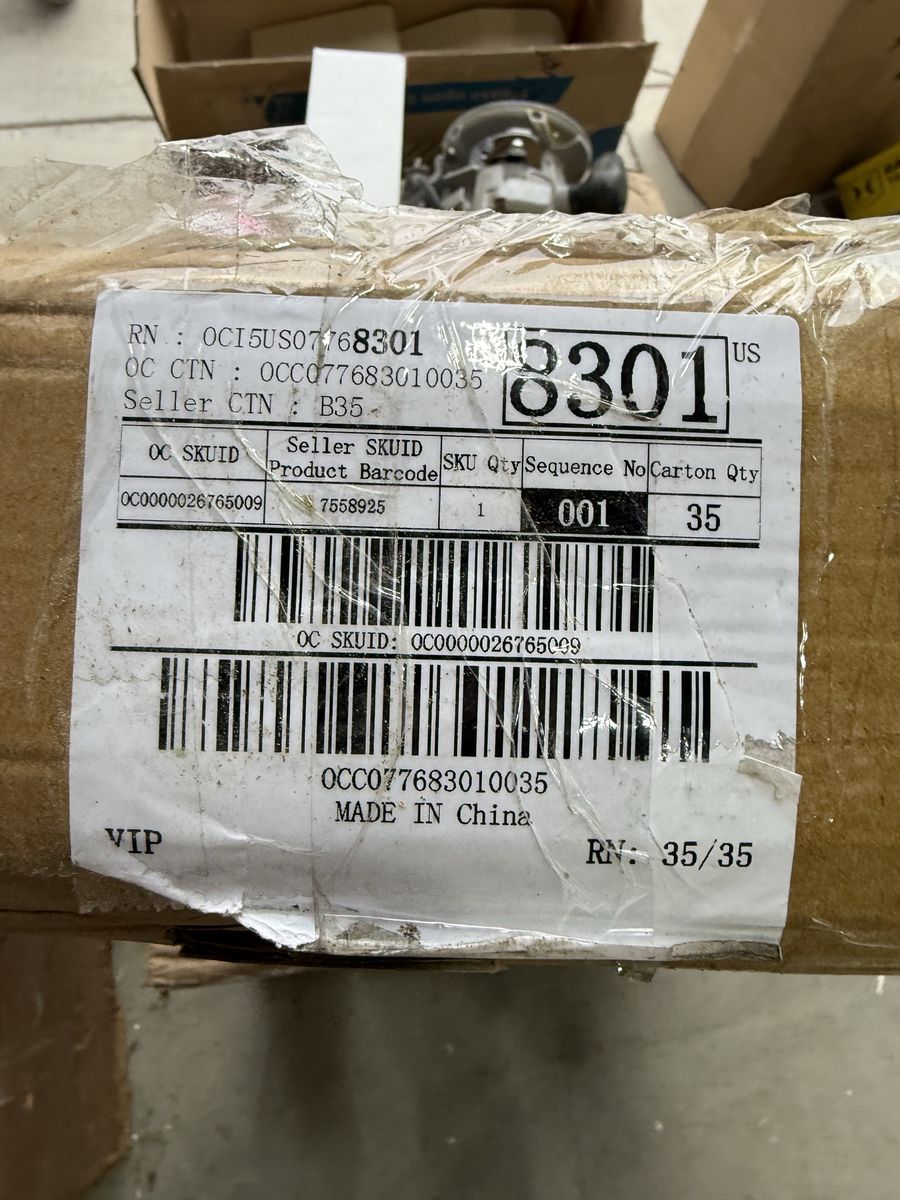 RN : OCI5US07768301
8301
US
OC CTN : OCC077683010035
Seller CTN : B35
OC SKUID
Seller SKUID
Product Barcode
SKU Qty
Sequence No
Carton Qty
OC0000026765009
7558925
1
001
35
OC SKUID: OC0000026765009
OCC077683010035
MADE IN China
VIP
RN: 35/35